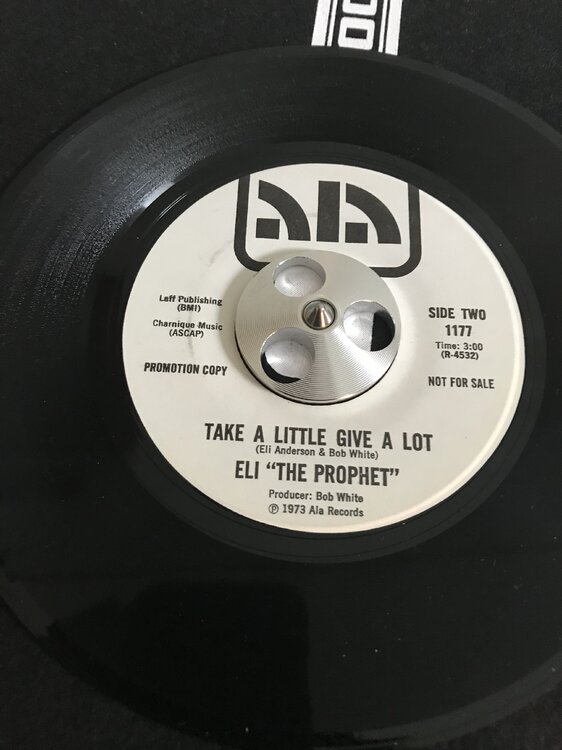 ala
Laff Publishing
(BMI)
Charnique Music
(ASCAP)
PROMOTION COPY
SIDE TWO
1177
Time: 3:00
(R-4532)
NOT FOR SALE
TAKE A LITTLE GIVE A LOT
(Eli Anderson & Bob White)
ELI “THE PROPHET”
Producer: Bob White
℗ 1973 Ala Records